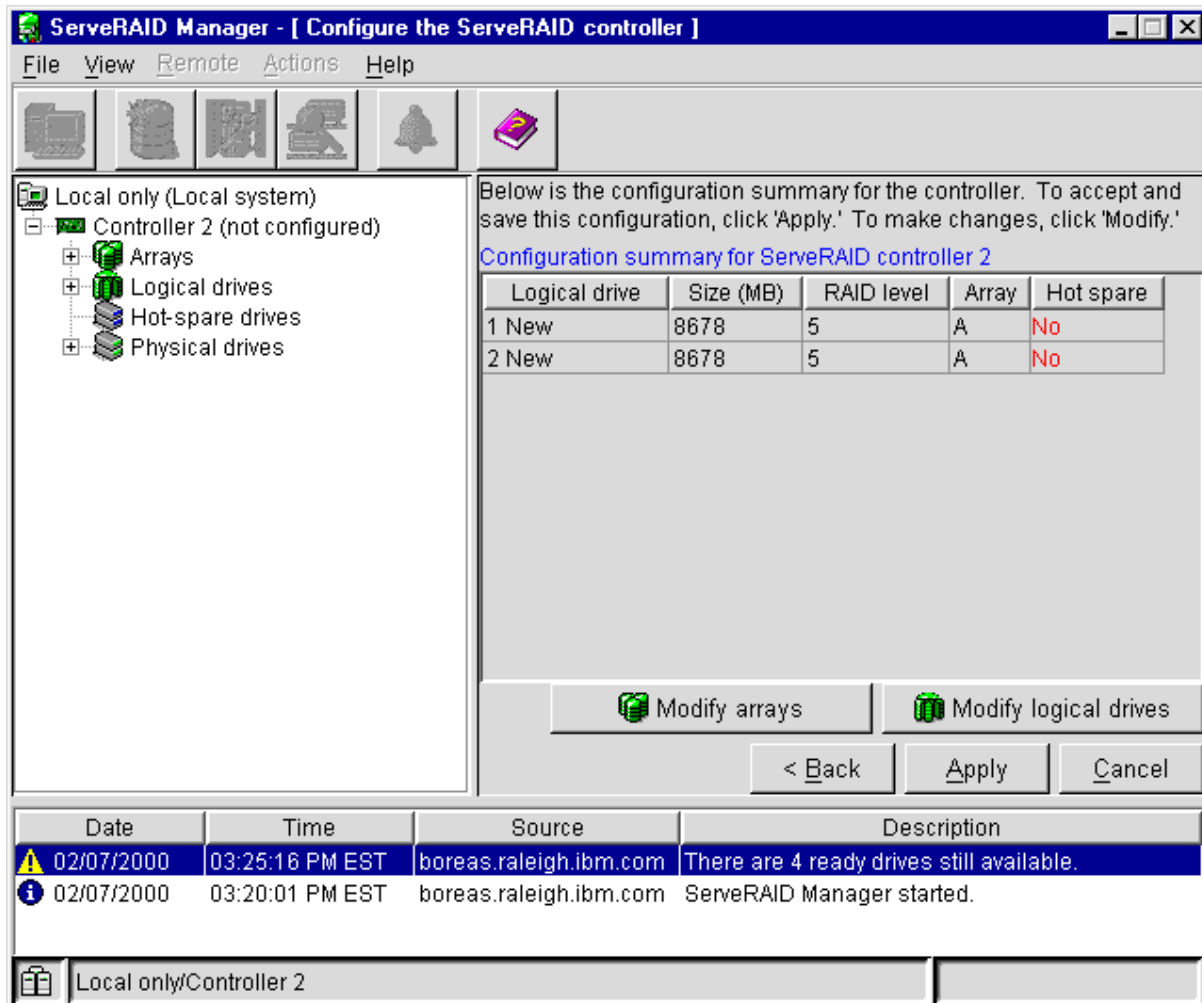 ServeRAID Manager - [ Configure the ServeRAID controller ]
File View Remote Actions Help
Local only (Local system)
Controller 2 (not configured)
Arrays
Logical drives
Hot-spare drives
Physical drives
Below is the configuration summary for the controller. To accept and
save this configuration, click 'Apply.' To make changes, click 'Modify.'
Configuration summary for ServeRAID controller 2
Logical drive Size (MB) RAID level Array Hot spare
1 New 8678 5 A No
2 New 8678 5 A No
Modify arrays Modify logical drives
< Back Apply Cancel
Date Time Source Description
02/07/2000 03:25:16 PM EST boreas.raleigh.ibm.com There are 4 ready drives still available.
02/07/2000 03:20:01 PM EST boreas.raleigh.ibm.com ServeRAID Manager started.
Local only/Controller 2